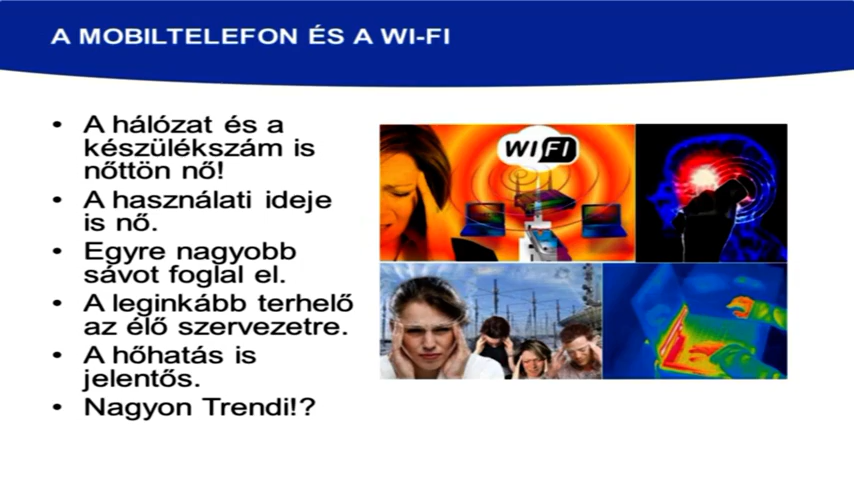 A MOBILTELEFON ÉS A WI-FI
• A hálózat és a
készülékszám is
nőttön nő!
• A használati ideje
is nő.
• Egyre nagyobb
sávot foglal el.
• A leginkább terhelő
az élő szervezetre.
• A hőhatás is
jelentős.
• Nagyon Trendi!?
WI FI